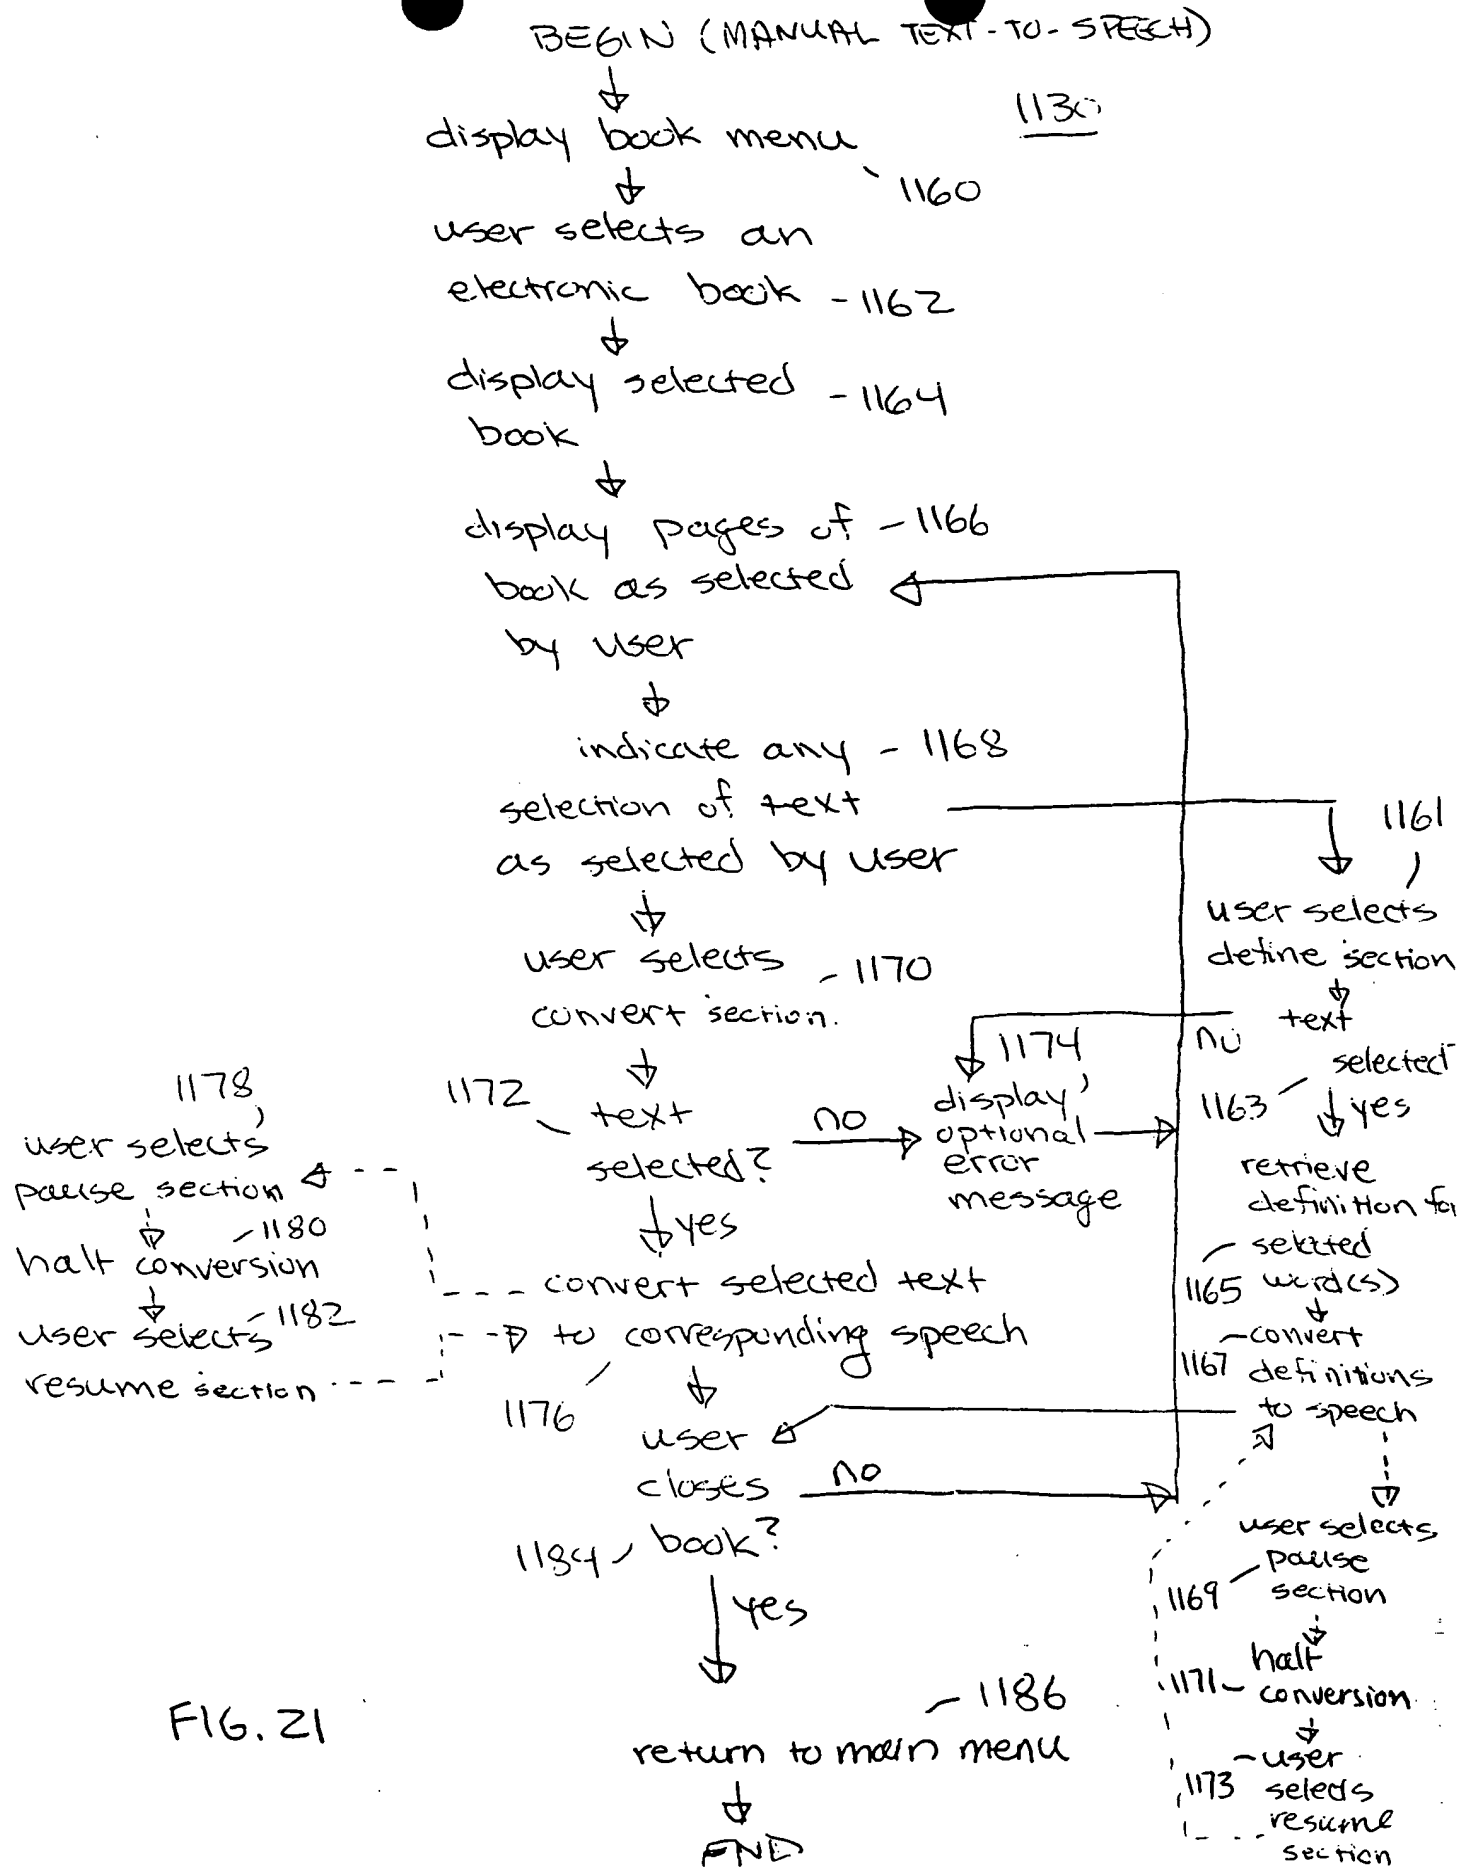 BEGIN (MANUAL TEXT-TO-SPEECH)
1130
display book menu
1160
user selects an
electronic book - 1162
display selected - 1164
book
display pages of - 1166
book as selected
by user
indicate any - 1168
selection of text
as selected by user
user selects - 1170
convert section.
1172
text
selected?
no
yes
1174
display
optional
error
message
convert selected text
to corresponding speech
1176
user
closes
book?
1184
no
yes
1186
return to main menu
END
1178
user selects
pause section
1180
halt conversion
1182
user selects
resume section
1161
user selects
define section
text
selected
no
1163
yes
retrieve
definition for
selected
1165 word(s)
convert
1167 definitions
to speech
user selects
pause
1169 section
halt
1171 conversion
user
1173 selects
resume
section
FIG. 21